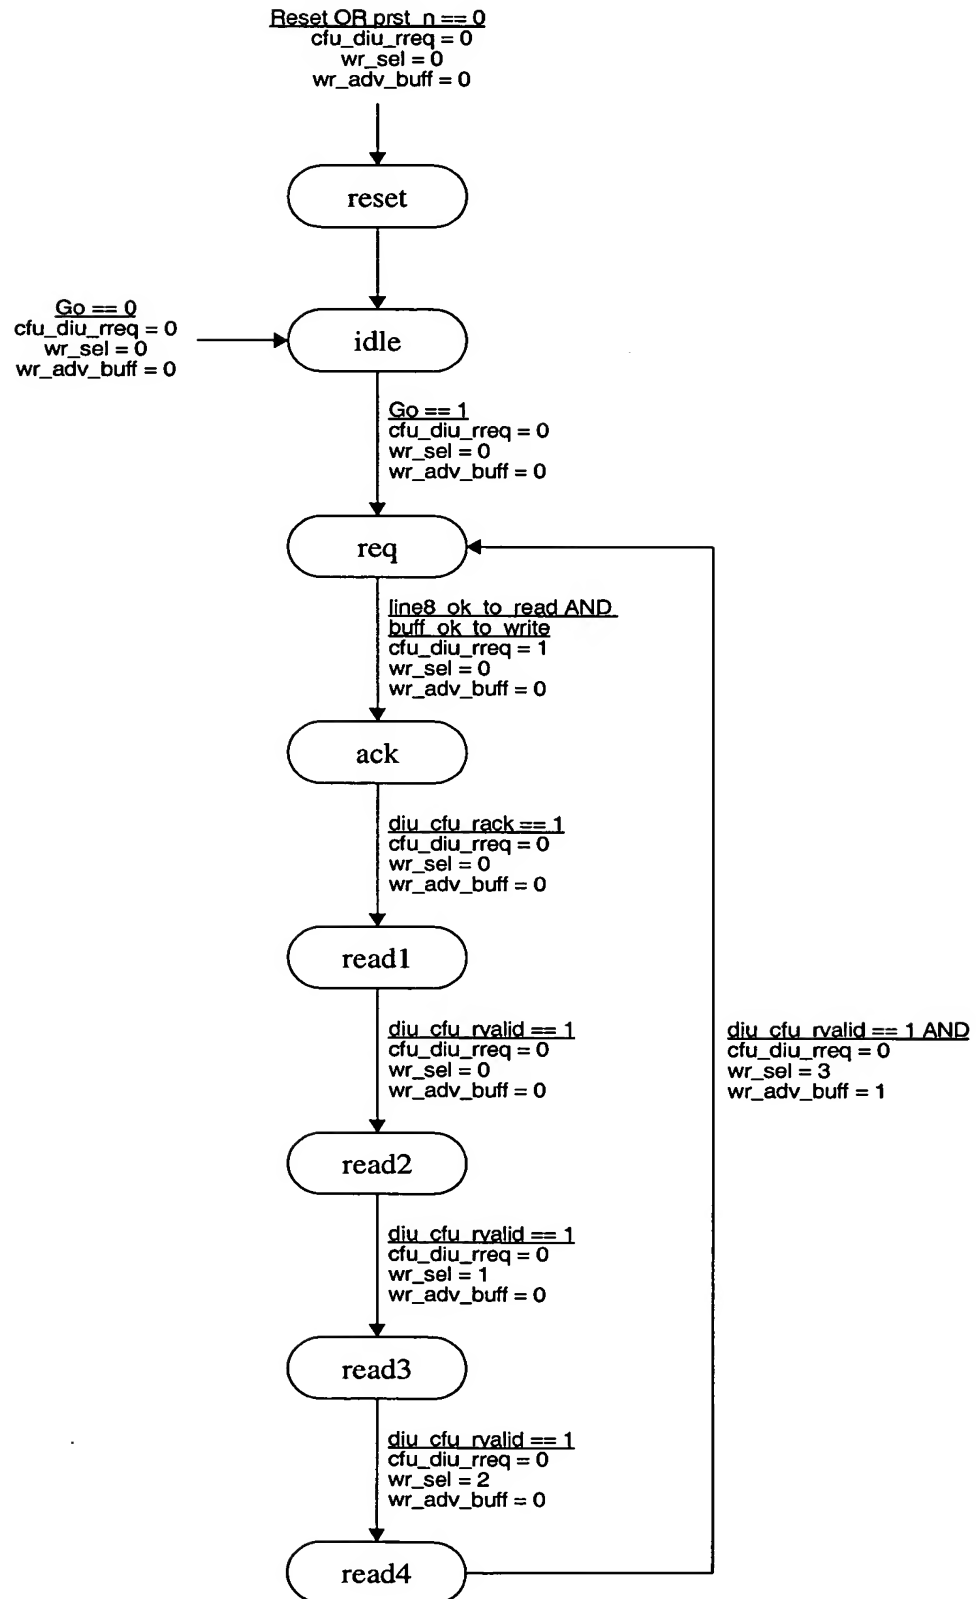 Reset OR prst_n == 0
cfu_diu_rreq = 0
wr_sel = 0
wr_adv_buff = 0
reset
Go == 0
cfu_diu_rreq = 0
wr_sel = 0
wr_adv_buff = 0
idle
Go == 1
cfu_diu_rreq = 0
wr_sel = 0
wr_adv_buff = 0
req
line8_ok_to_read AND
buff_ok_to_write
cfu_diu_rreq = 1
wr_sel = 0
wr_adv_buff = 0
ack
diu_cfu_rack == 1
cfu_diu_rreq = 0
wr_sel = 0
wr_adv_buff = 0
read1
diu_cfu_rvalid == 1
cfu_diu_rreq = 0
wr_sel = 0
wr_adv_buff = 0
diu_cfu_rvalid == 1 AND
cfu_diu_rreq = 0
wr_sel = 3
wr_adv_buff = 1
read2
diu_cfu_rvalid == 1
cfu_diu_rreq = 0
wr_sel = 1
wr_adv_buff = 0
read3
diu_cfu_rvalid == 1
cfu_diu_rreq = 0
wr_sel = 2
wr_adv_buff = 0
read4